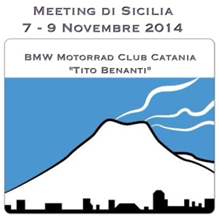 Meeting di Sicilia
7 - 9 Novembre 2014
BMW Motorrad Club Catania
"Tito Benanti"